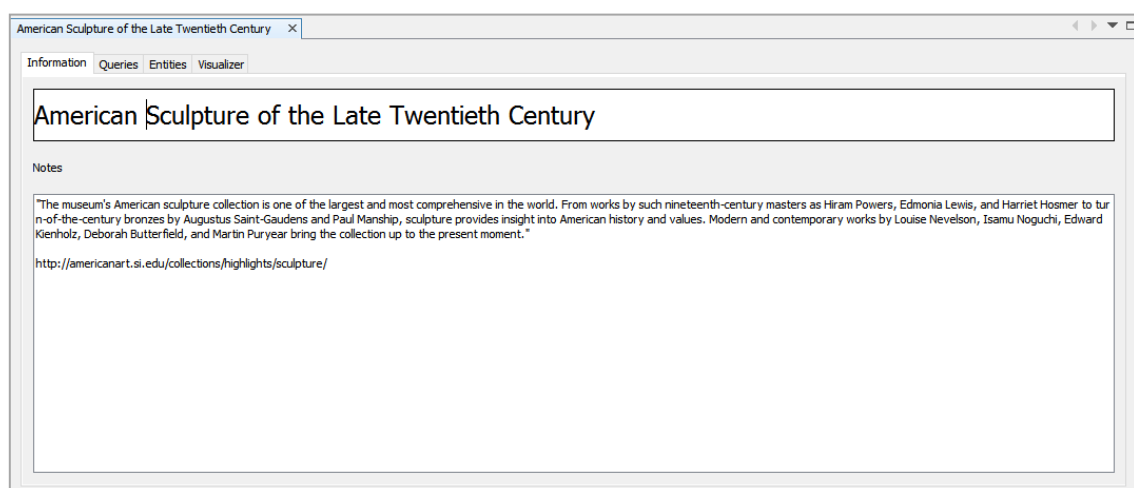 American Sculpture of the Late Twentieth Century X
Information Queries Entities Visualizer
American Sculpture of the Late Twentieth Century
Notes
"The museum's American sculpture collection is one of the largest and most comprehensive in the world. From works by such nineteenth-century masters as Hiram Powers, Edmonia Lewis, and Harriet Hosmer to tur
n-of-the-century bronzes by Augustus Saint-Gaudens and Paul Manship, sculpture provides insight into American history and values. Modern and contemporary works by Louise Nevelson, Isamu Noguchi, Edward
Kienholz, Deborah Butterfield, and Martin Puryear bring the collection up to the present moment."
http://americanart.si.edu/collections/highlights/sculpture/